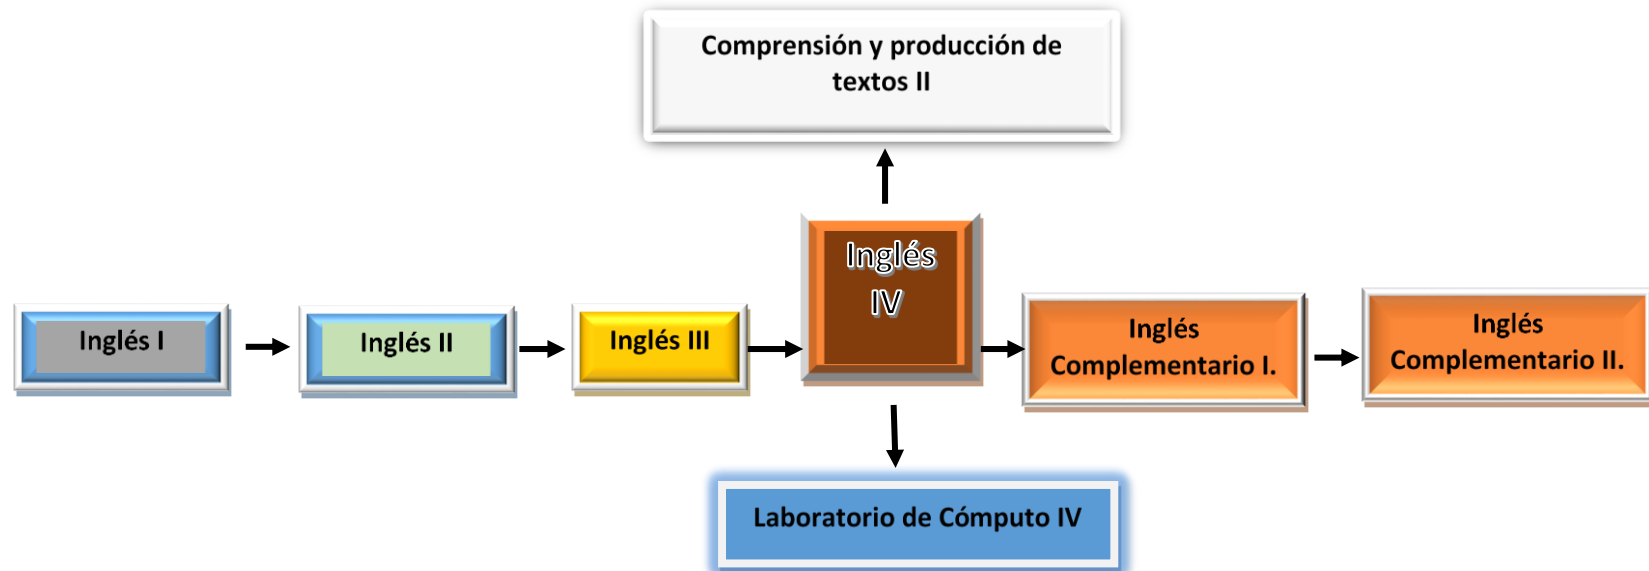 Comprensión y producción de
textos II
Inglés
IV
Inglés I
Inglés II
Inglés III
Inglés
Complementario I.
Inglés
Complementario II.
Laboratorio de Cómputo IV